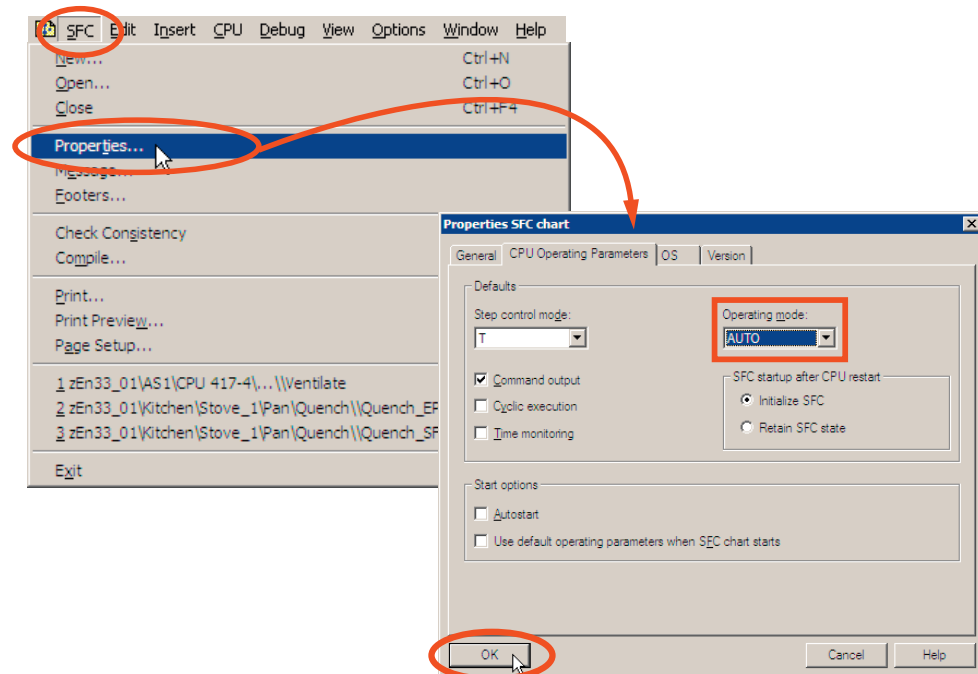 SFC Edit Insert CPU Debug View Options Window Help
New... Ctrl+N
Open... Ctrl+O
Close Ctrl+F4
Properties...
Message...
Footers...
Check Consistency
Compile...
Print...
Print Preview...
Page Setup...
1 zEn33_01\AS1\CPU 417-4\...\\Ventilate
2 zEn33_01\Kitchen\Stove_1\Pan\Quench\\Quench_EP
3 zEn33_01\Kitchen\Stove_1\Pan\Quench\\Quench_SF
Exit
Properties SFC chart
General CPU Operating Parameters OS Version
Defaults
Step control mode: Operating mode:
T AUTO
Command output
Cyclic execution
Time monitoring
SFC startup after CPU restart
Initialize SFC
Retain SFC state
Start options
Autostart
Use default operating parameters when SFC chart starts
OK Cancel Help